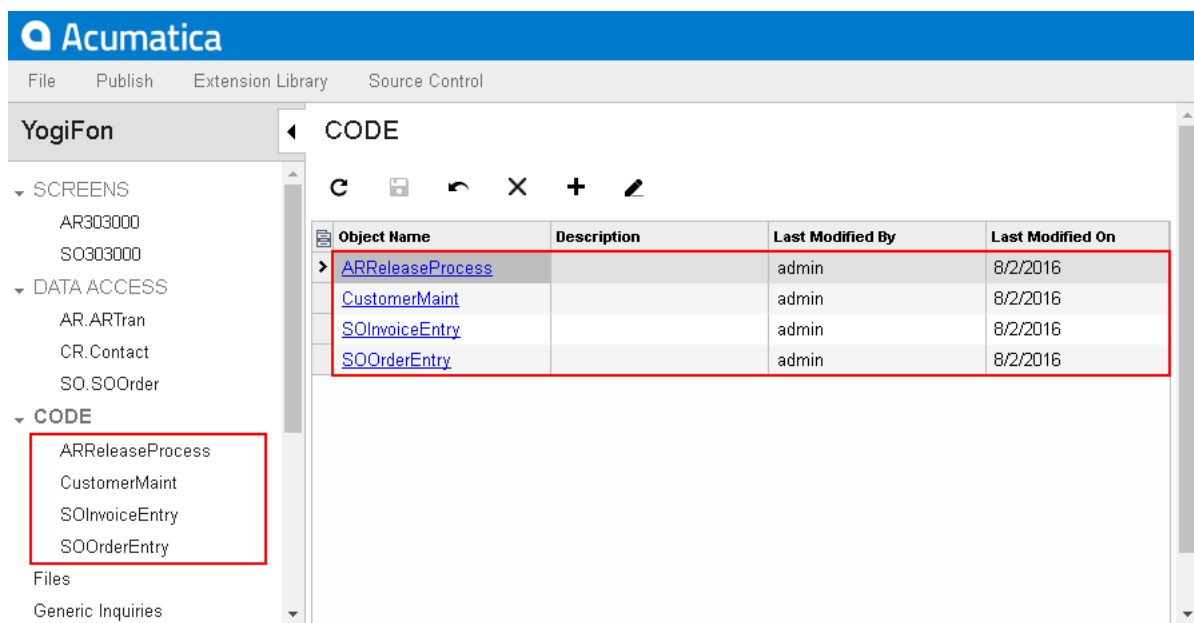 Acumatica
File Publish Extension Library Source Control
YogiFon
CODE
SCREENS
AR303000
SO303000
DATA ACCESS
AR.ARTran
CR.Contact
SO.SOOrder
CODE
ARReleaseProcess
CustomerMaint
SOInvoiceEntry
SOOrderEntry
Files
Generic Inquiries
Object Name Description Last Modified By Last Modified On
ARReleaseProcess admin 8/2/2016
CustomerMaint admin 8/2/2016
SOInvoiceEntry admin 8/2/2016
SOOrderEntry admin 8/2/2016